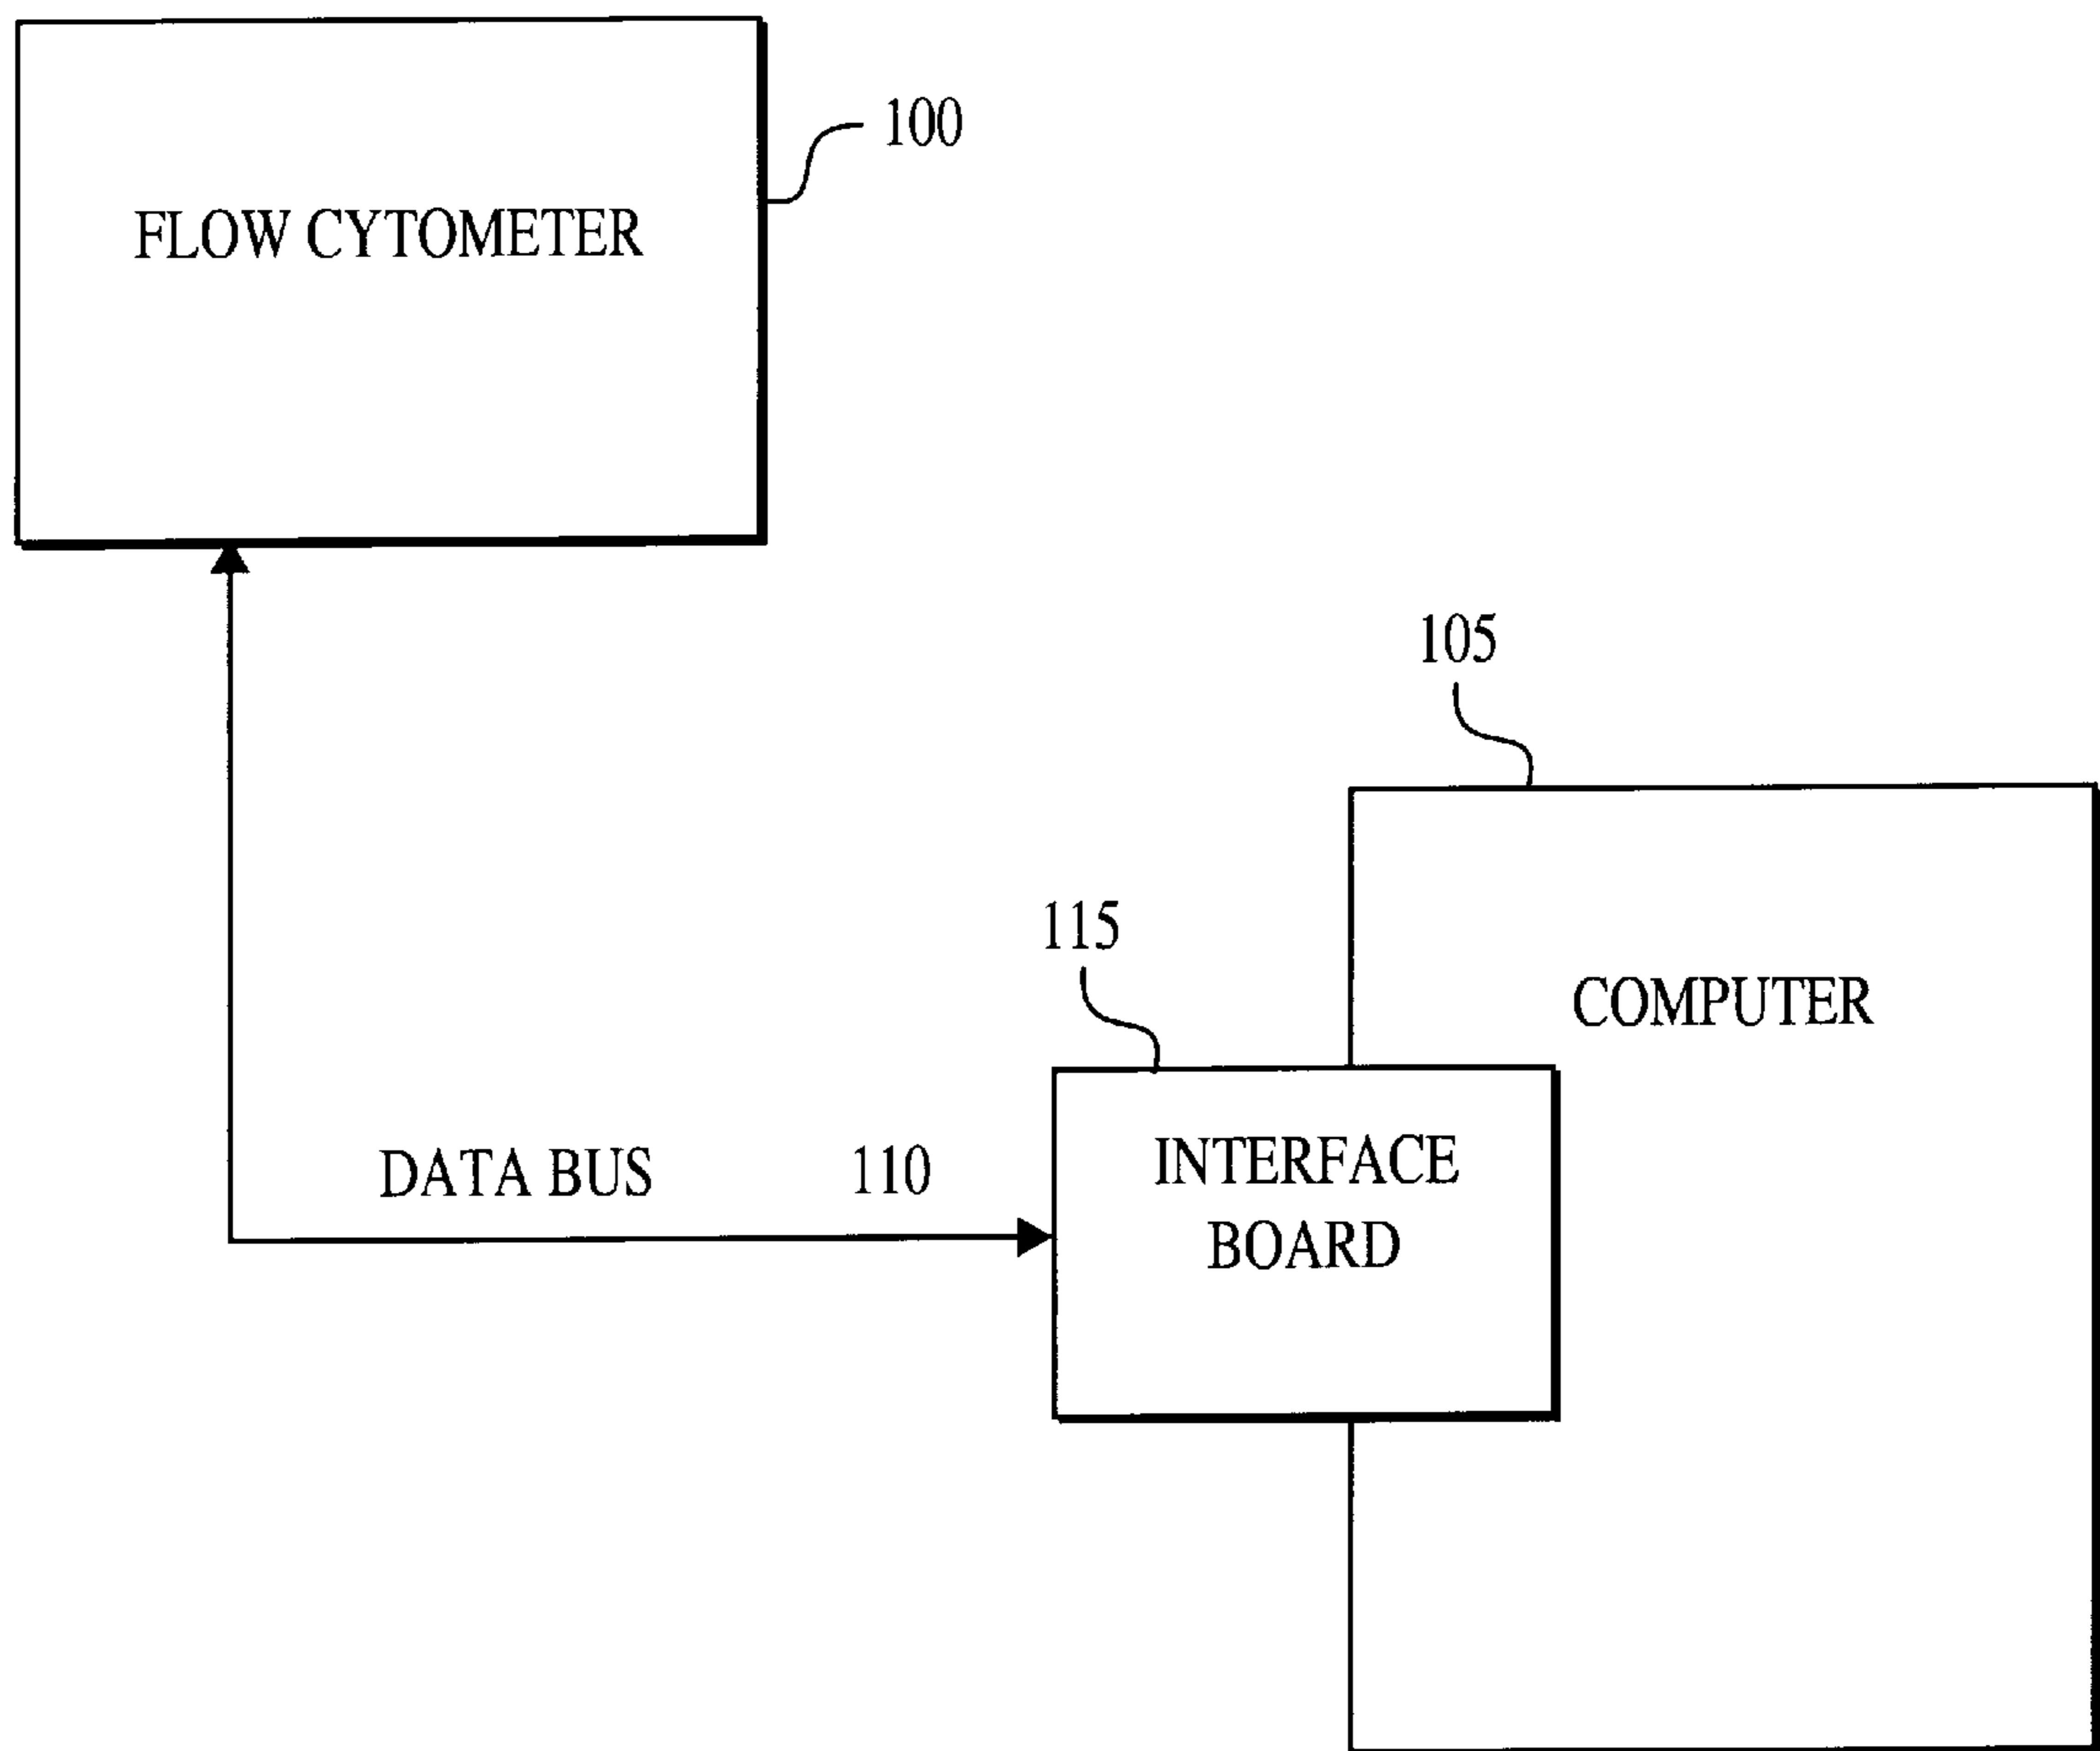 100
FLOW CYTOMETER
105
115
COMPUTER
DATA BUS 110
INTERFACE
BOARD